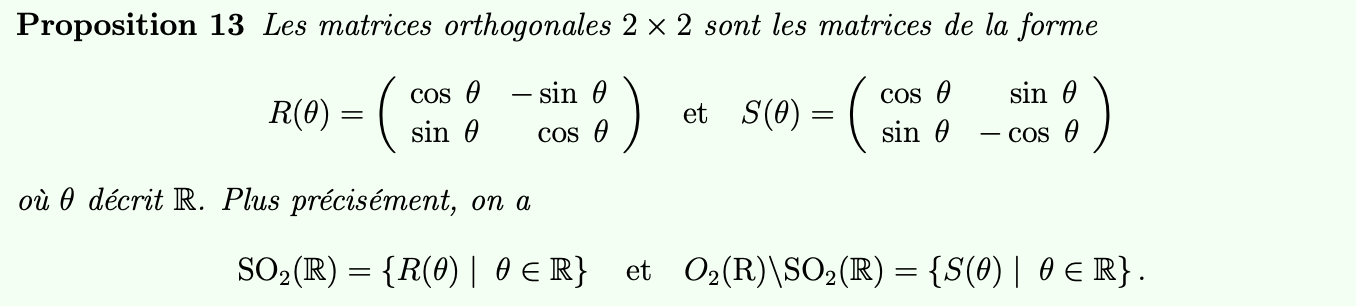 Proposition 13 Les matrices orthogonales 2 × 2 sont les matrices de la forme
R(θ) = ( cos θ − sin θ ; sin θ cos θ ) et S(θ) = ( cos θ sin θ ; sin θ − cos θ )
où θ décrit ℝ. Plus précisément, on a
SO₂(ℝ) = {R(θ) | θ ∈ ℝ} et O₂(R)\SO₂(ℝ) = {S(θ) | θ ∈ ℝ} .